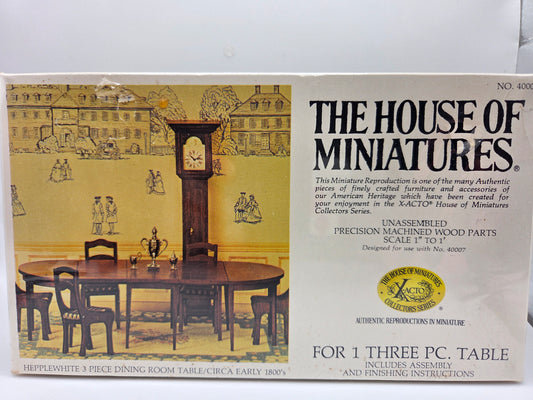 NO. 4000
THE HOUSE OF
MINIATURES®
This Miniature Reproduction is one of the many Authentic
pieces of finely crafted furniture and accessories of
our American Heritage which have been created for
your enjoyment in the X-ACTO® House of Miniatures
Collectors Series.
UNASSEMBLED
PRECISION MACHINED WOOD PARTS
SCALE 1" TO 1'
Designed for use with No. 40007
THE HOUSE OF MINIATURES
X-ACTO
COLLECTORS SERIES
AUTHENTIC REPRODUCTIONS IN MINIATURE
FOR 1 THREE PC. TABLE
INCLUDES ASSEMBLY
AND FINISHING INSTRUCTIONS
HEPPLEWHITE 3-PIECE DINING ROOM TABLE/CIRCA EARLY 1800's